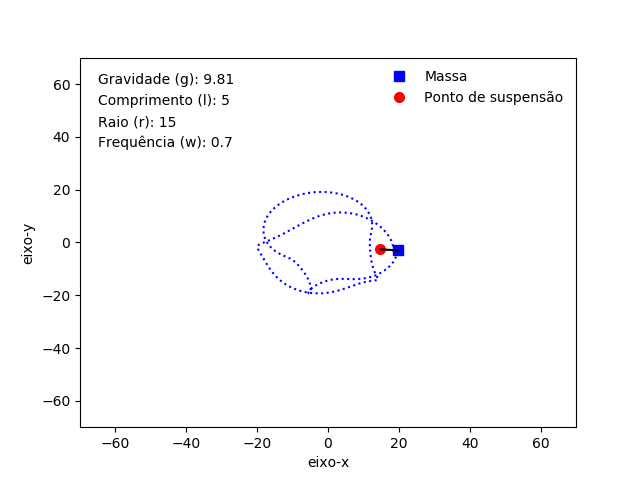 Gravidade (g): 9.81
Comprimento (l): 5
Raio (r): 15
Frequência (w): 0.7
Massa
Ponto de suspensão
60
40
20
0
−20
−40
−60
eixo-y
−60
−40
−20
0
20
40
60
eixo-x